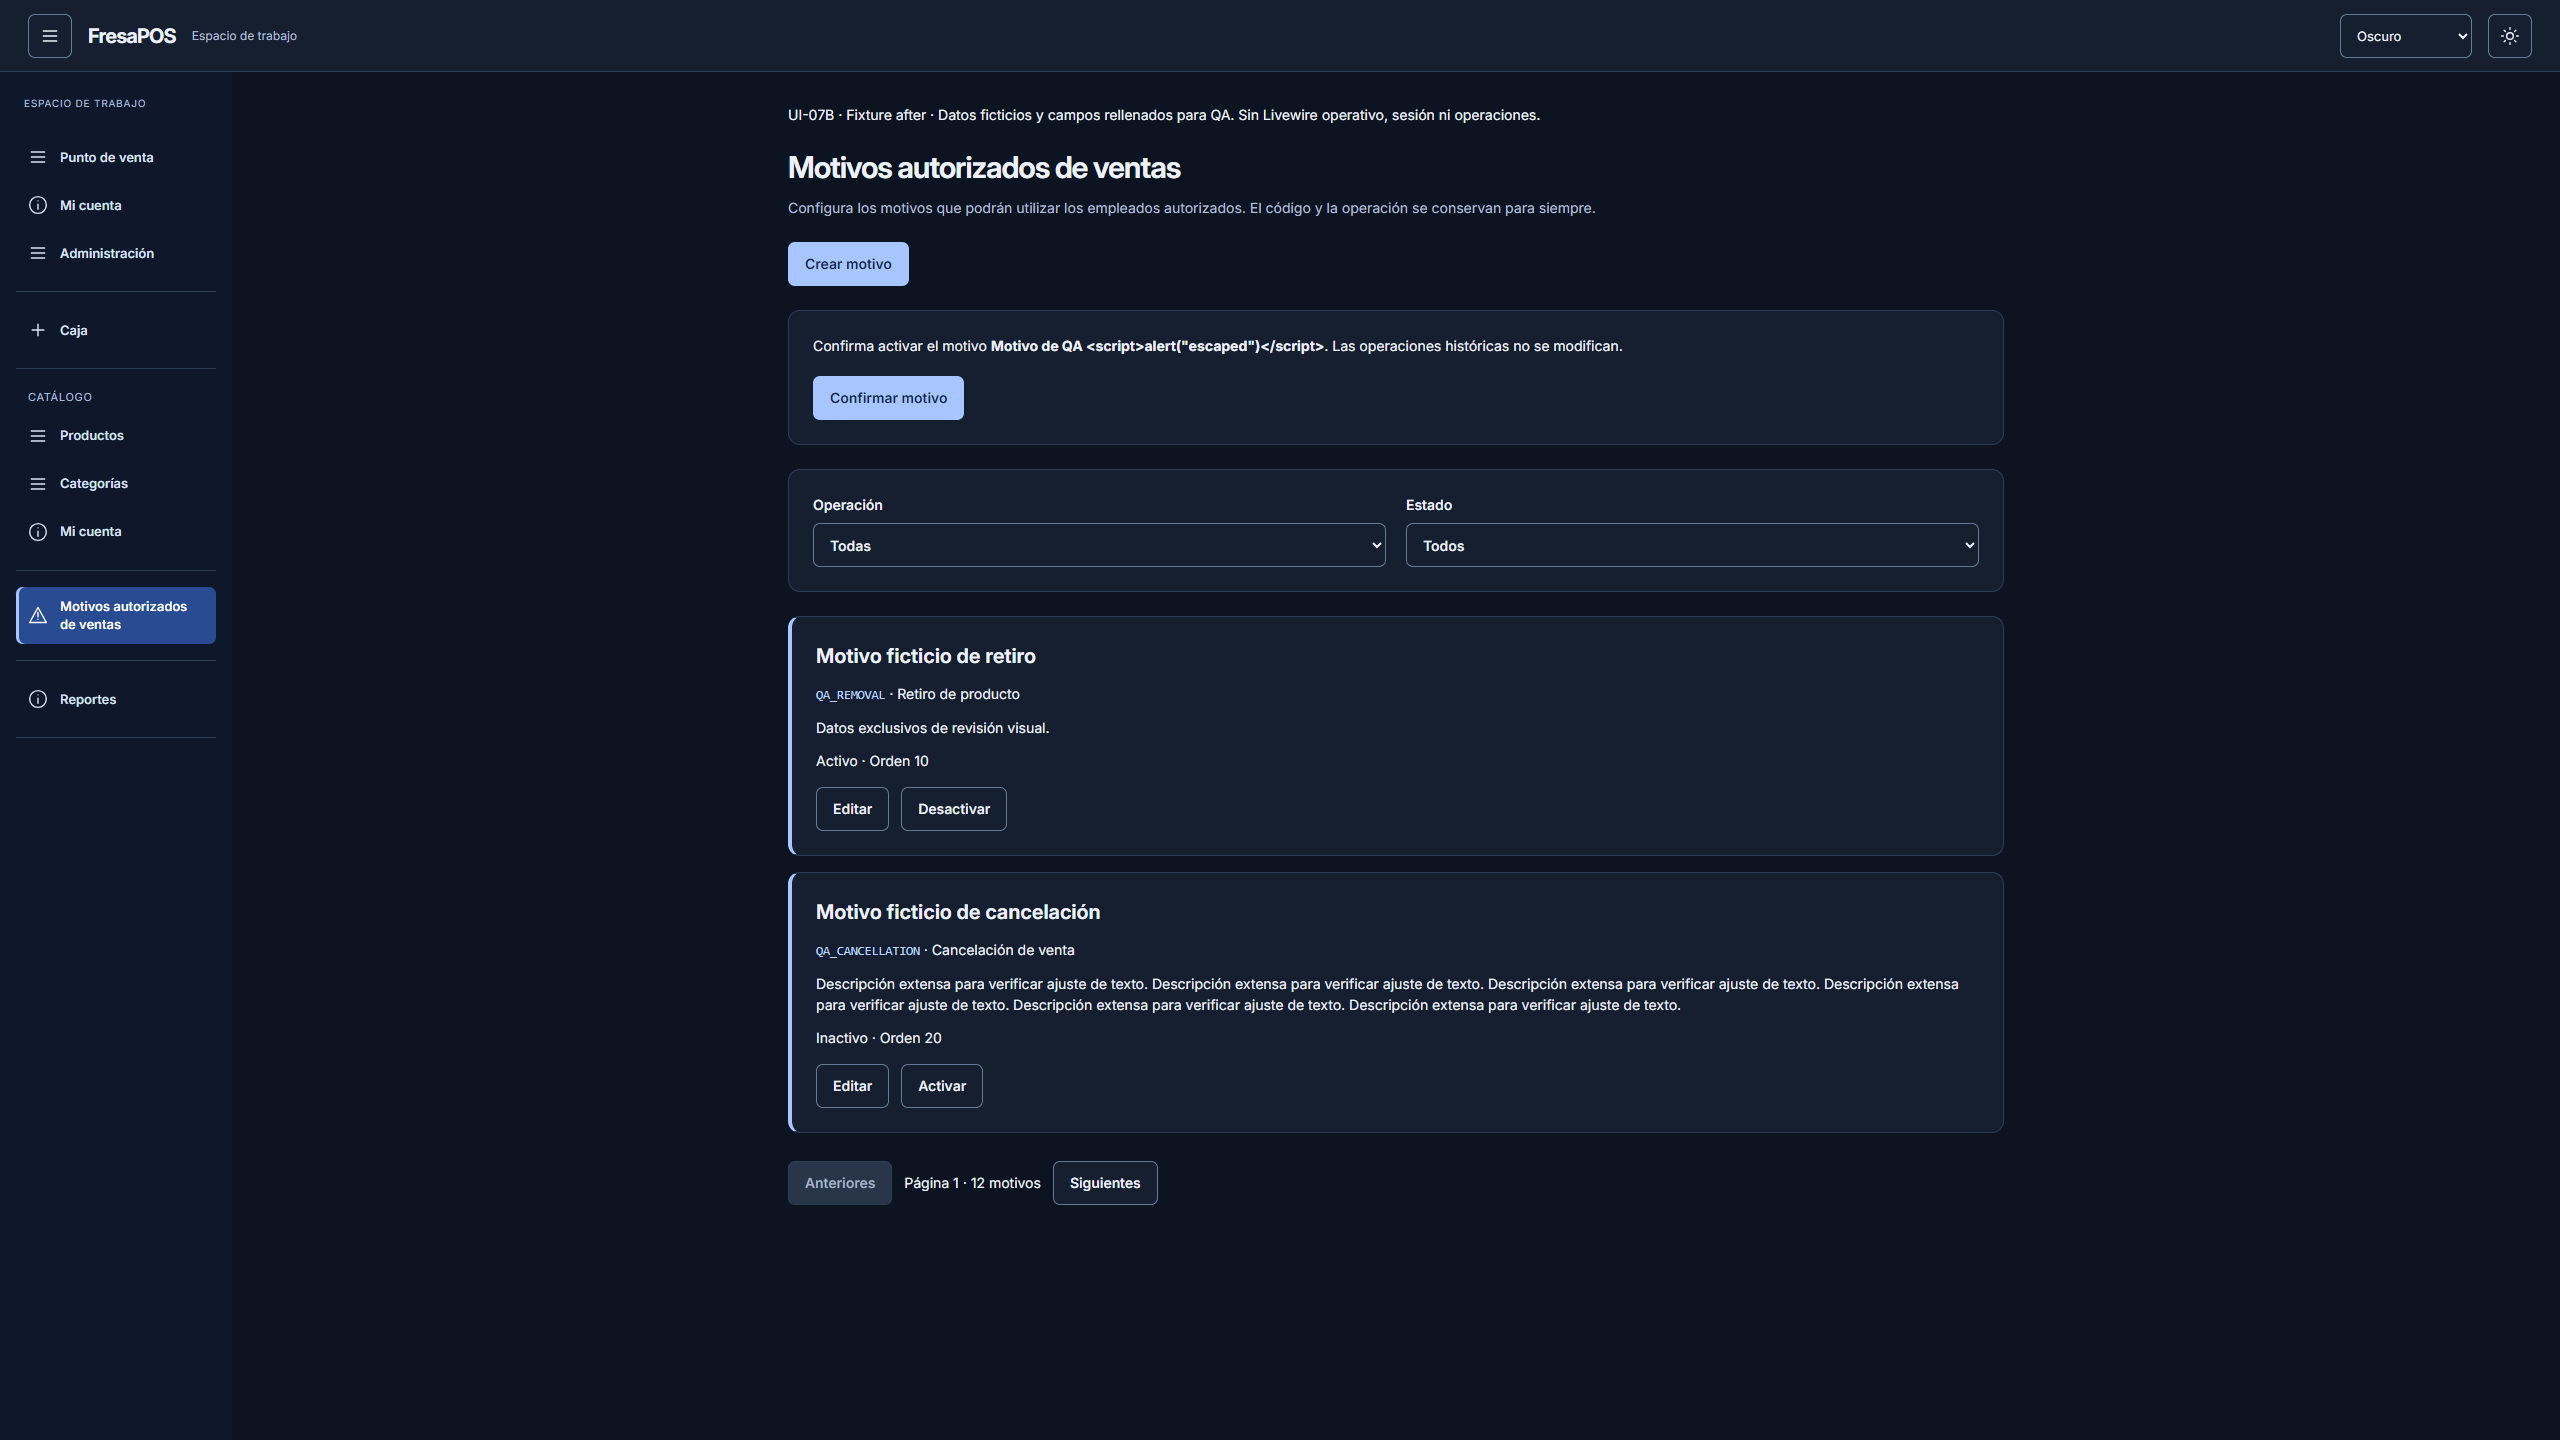 FresaPOS Espacio de trabajo
Oscuro
ESPACIO DE TRABAJO
Punto de venta
Mi cuenta
Administración
Caja
CATÁLOGO
Productos
Categorías
Mi cuenta
Motivos autorizados
de ventas
Reportes
UI-07B · Fixture after · Datos ficticios y campos rellenados para QA. Sin Livewire operativo, sesión ni operaciones.
Motivos autorizados de ventas
Configura los motivos que podrán utilizar los empleados autorizados. El código y la operación se conservan para siempre.
Crear motivo
Confirma activar el motivo Motivo de QA <script>alert("escaped")</script>. Las operaciones históricas no se modifican.
Confirmar motivo
Operación
Todas
Estado
Todos
Motivo ficticio de retiro
QA_REMOVAL · Retiro de producto
Datos exclusivos de revisión visual.
Activo · Orden 10
Editar Desactivar
Motivo ficticio de cancelación
QA_CANCELLATION · Cancelación de venta
Descripción extensa para verificar ajuste de texto. Descripción extensa para verificar ajuste de texto. Descripción extensa para verificar ajuste de texto. Descripción extensa
para verificar ajuste de texto. Descripción extensa para verificar ajuste de texto. Descripción extensa para verificar ajuste de texto.
Inactivo · Orden 20
Editar Activar
Anteriores Página 1 · 12 motivos Siguientes